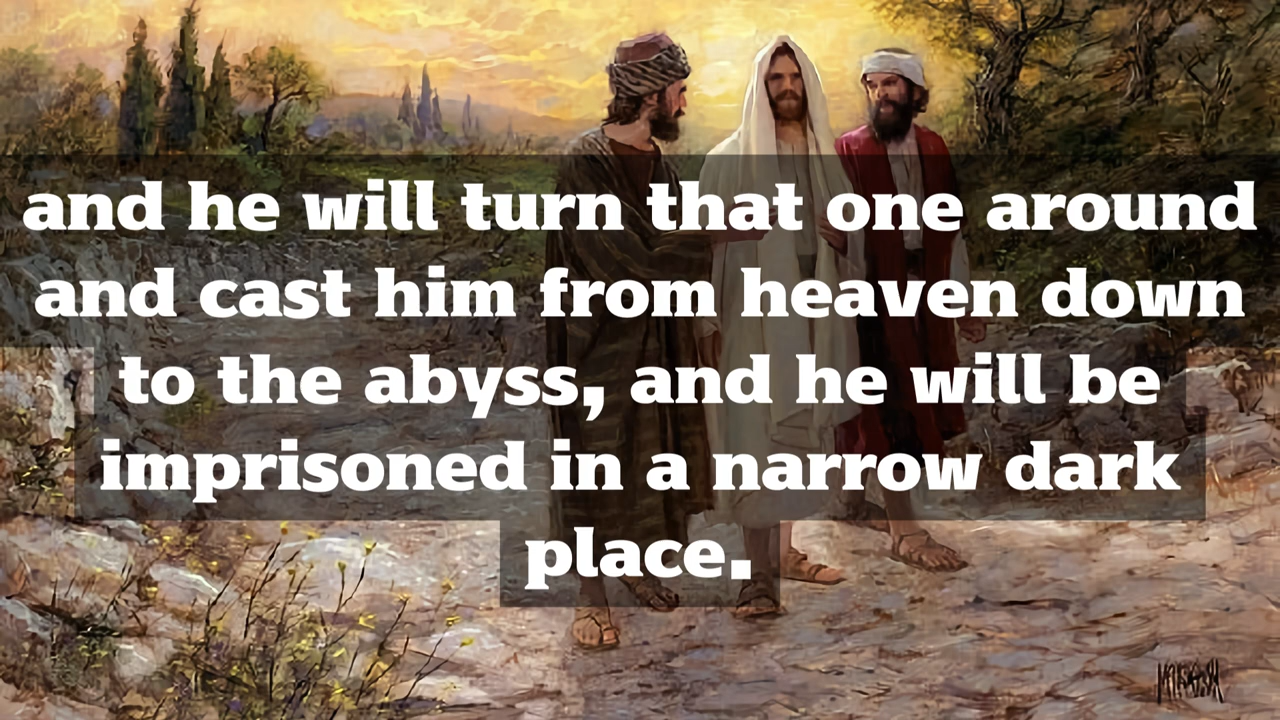 and he will turn that one around
and cast him from heaven down
to the abyss, and he will be
imprisoned in a narrow dark
place.